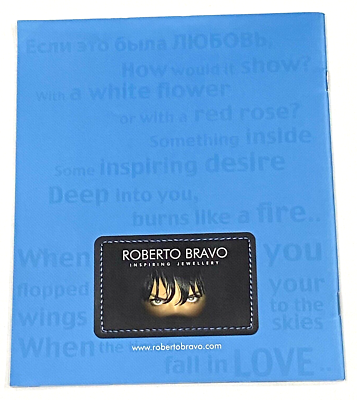 Если это была ЛЮБОВЬ,
How would it show?..
With a white flower
or with a red rose?
Something inside
Some inspiring desire
Deep into you,
burns like a fire..
When you
flopped your
wings to the
skies
When the
fall in LOVE..
ROBERTO BRAVO
INSPIRING JEWELLERY
www.robertobravo.com